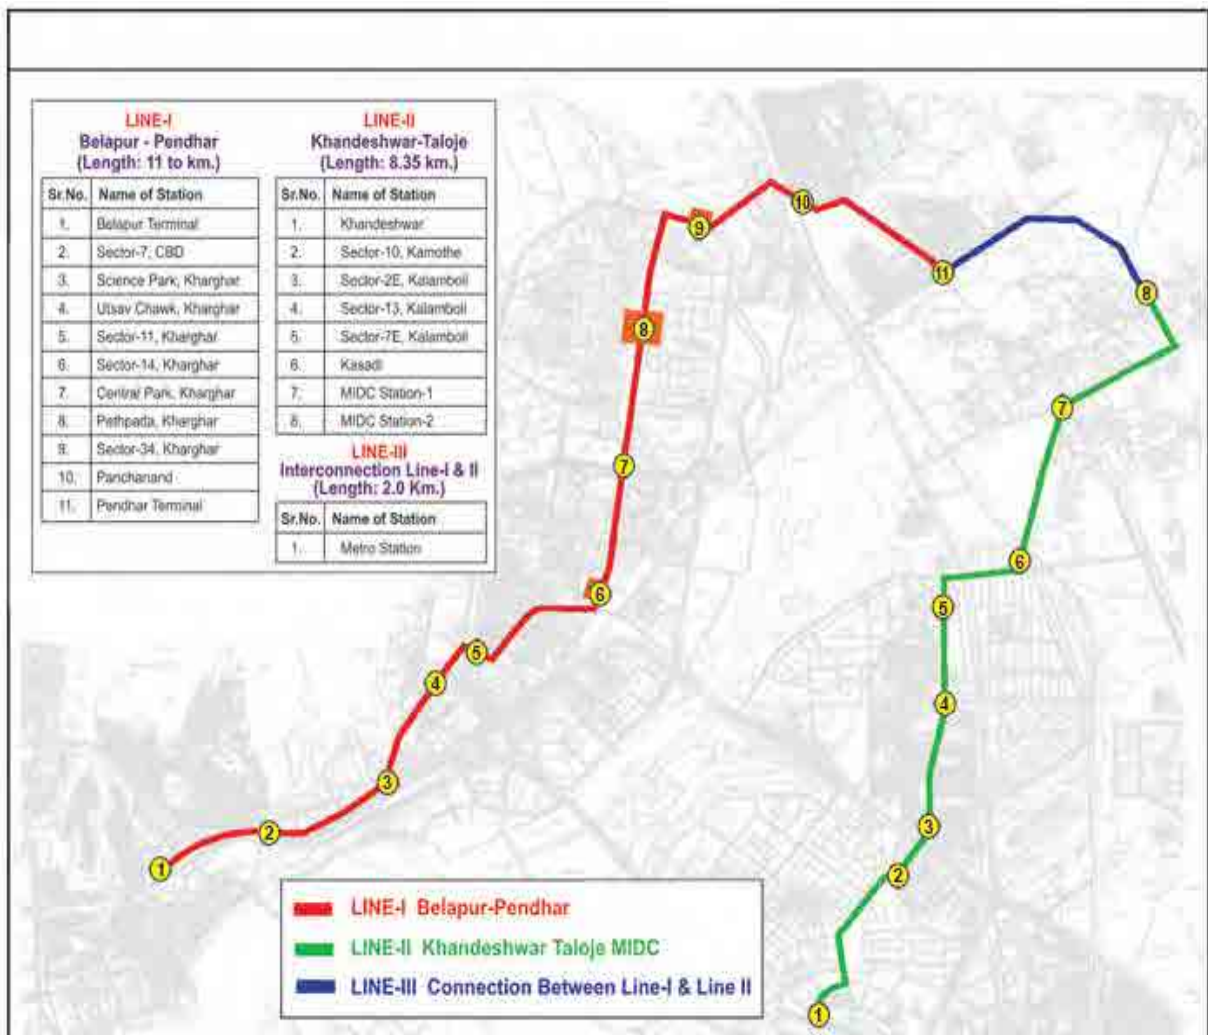 LINE-I
Belapur - Pendhar
(Length: 11 to km.)
Sr.No. Name of Station
1. Belapur Terminal
2. Sector-7, CBD
3. Science Park, Kharghar
4. Utsav Chawk, Kharghar
5. Sector-11, Kharghar
6. Sector-14, Kharghar
7. Central Park, Kharghar
8. Pethpada, Kharghar
9. Sector-34, Kharghar
10. Panchanand
11. Pendhar Terminal
LINE-II
Khandeshwar-Taloje
(Length: 8.35 km.)
Sr.No. Name of Station
1. Khandeshwar
2. Sector-10, Kamothe
3. Sector-2E, Kalamboli
4. Sector-13, Kalamboli
5. Sector-7E, Kalamboli
6. Kasadi
7. MIDC Station-1
8. MIDC Station-2
LINE-III
Interconnection Line-I & II
(Length: 2.0 Km.)
Sr.No. Name of Station
1. Metro Station
10
9
11
8
8
7
7
6
6
5
5
4
4
3
3
2
2
1
1
LINE-I Belapur-Pendhar
LINE-II Khandeshwar Taloje MIDC
LINE-III Connection Between Line-I & Line II